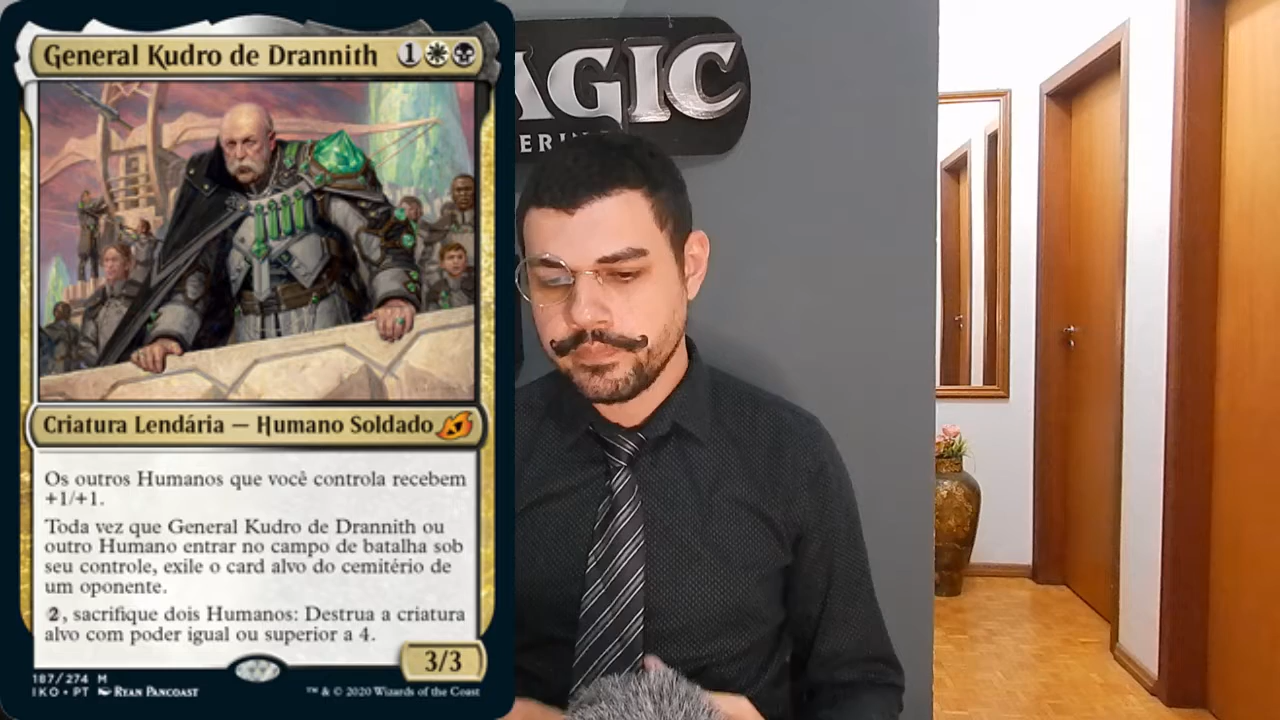 General Kudro de Drannith 1
Criatura Lendária — Humano Soldado
Os outros Humanos que você controla recebem
+1/+1.
Toda vez que General Kudro de Drannith ou
outro Humano entrar no campo de batalha sob
seu controle, exile o card alvo do cemitério de
um oponente.
2, sacrifique dois Humanos: Destrua a criatura
alvo com poder igual ou superior a 4.
3/3
187/274 M
IKO • PT Ryan Pancoast
™ & © 2020 Wizards of the Coast
AGIC
ERIN